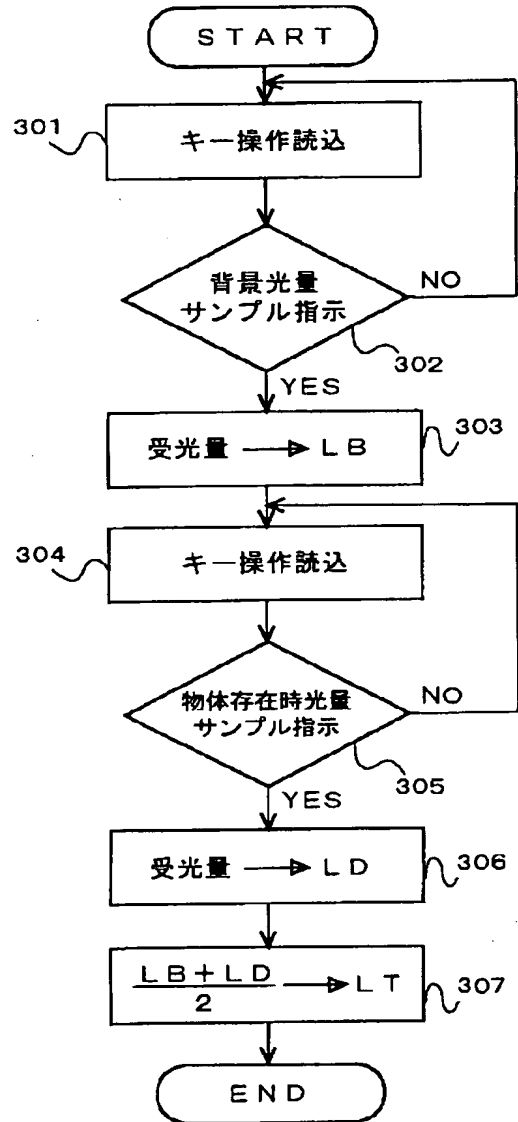 START
301
キー操作読込
背景光量
サンプル指示
NO
302
YES
受光量 → LB
303
304
キー操作読込
物体存在時光量
サンプル指示
NO
305
YES
受光量 → LD
306
LB+LD
2
→ LT
307
END